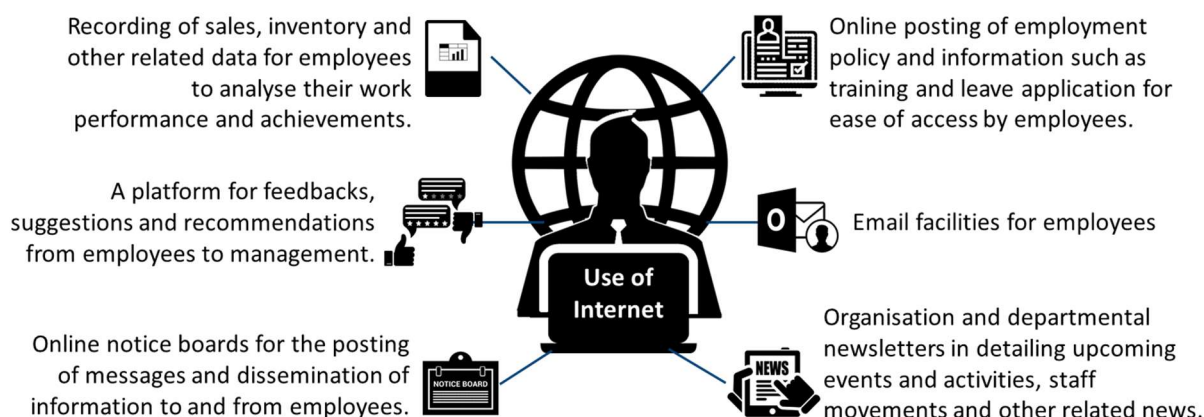 Recording of sales, inventory and
other related data for employees
to analyse their work
performance and achievements.
Online posting of employment
policy and information such as
training and leave application for
ease of access by employees.
A platform for feedbacks,
suggestions and recommendations
from employees to management.
O
Email facilities for employees
Use of
Internet
Online notice boards for the posting
of messages and dissemination of
information to and from employees.
NOTICE BOARD
NEWS
Organisation and departmental
newsletters in detailing upcoming
events and activities, staff
movements and other related news.